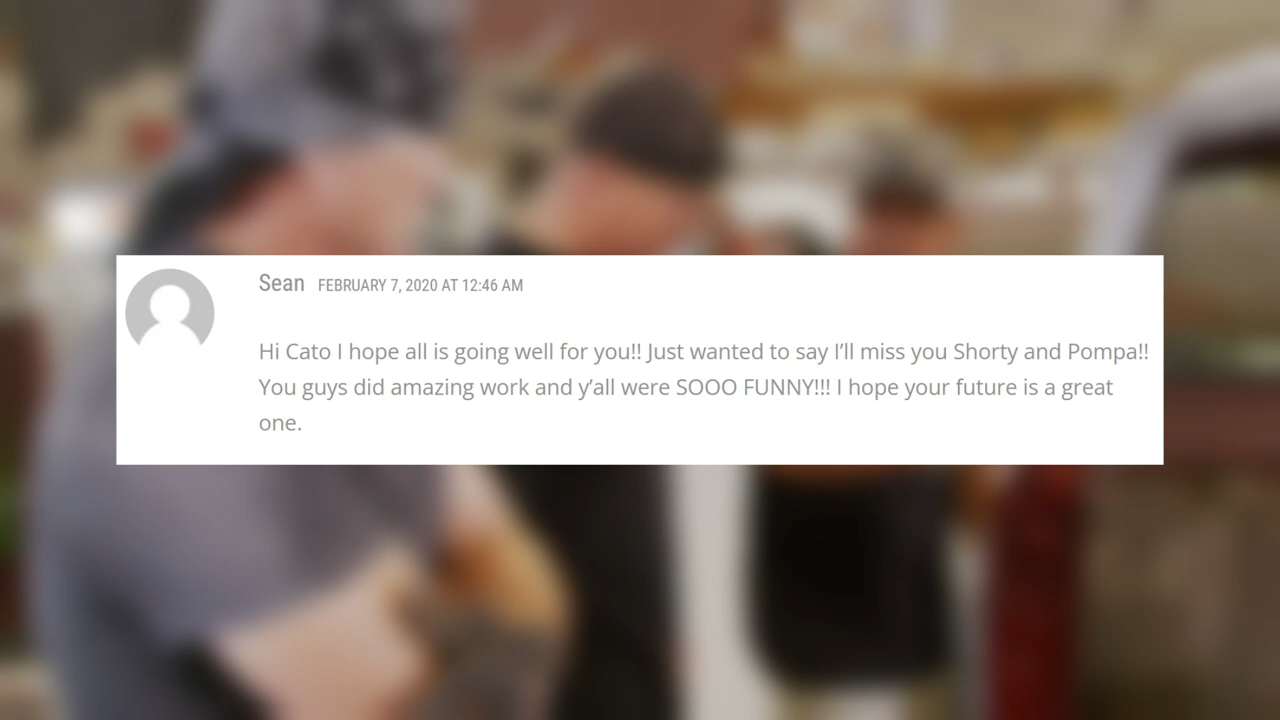 Sean FEBRUARY 7, 2020 AT 12:46 AM
Hi Cato I hope all is going well for you!! Just wanted to say I’ll miss you Shorty and Pompa!!
You guys did amazing work and y’all were SOOO FUNNY!!! I hope your future is a great
one.